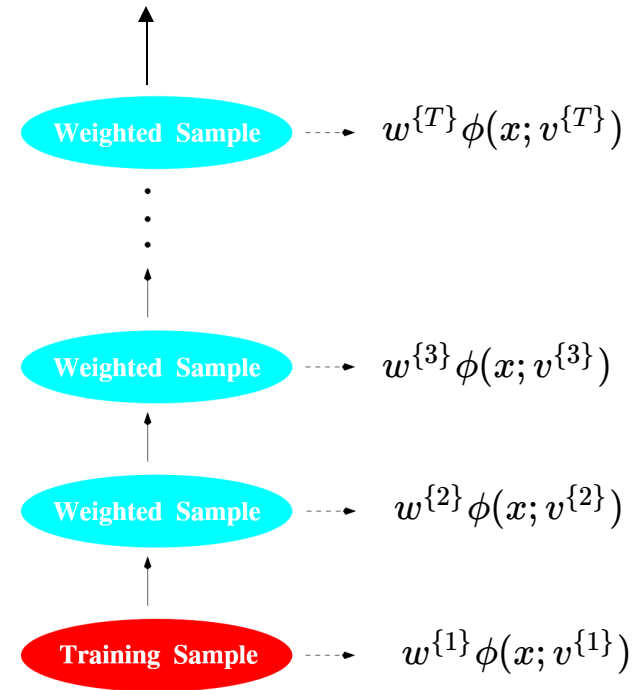 Weighted Sample w^{T}ϕ(x; v^{T})
Weighted Sample w^{3}ϕ(x; v^{3})
Weighted Sample w^{2}ϕ(x; v^{2})
Training Sample w^{1}ϕ(x; v^{1})